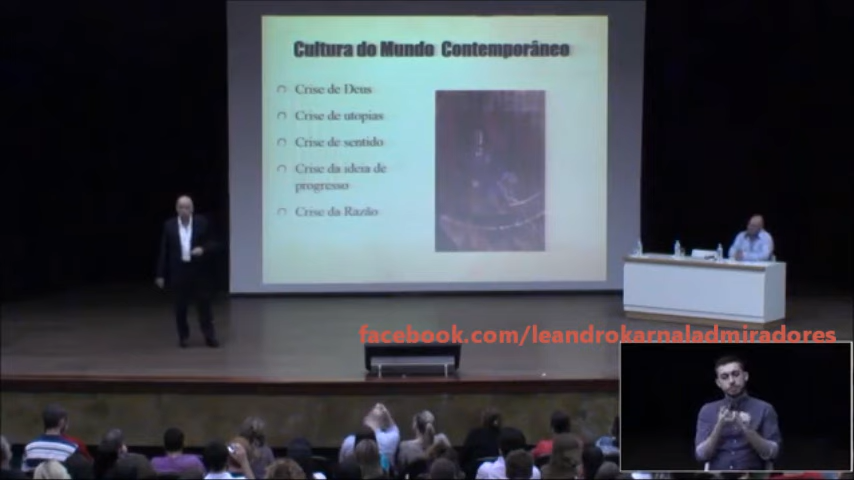 Cultura do Mundo Contemporâneo
Crise de Deus
Crise de utopias
Crise de sentido
Crise da ideia de
progresso
Crise da Razão
facebook.com/leandrokarnaladmiradores